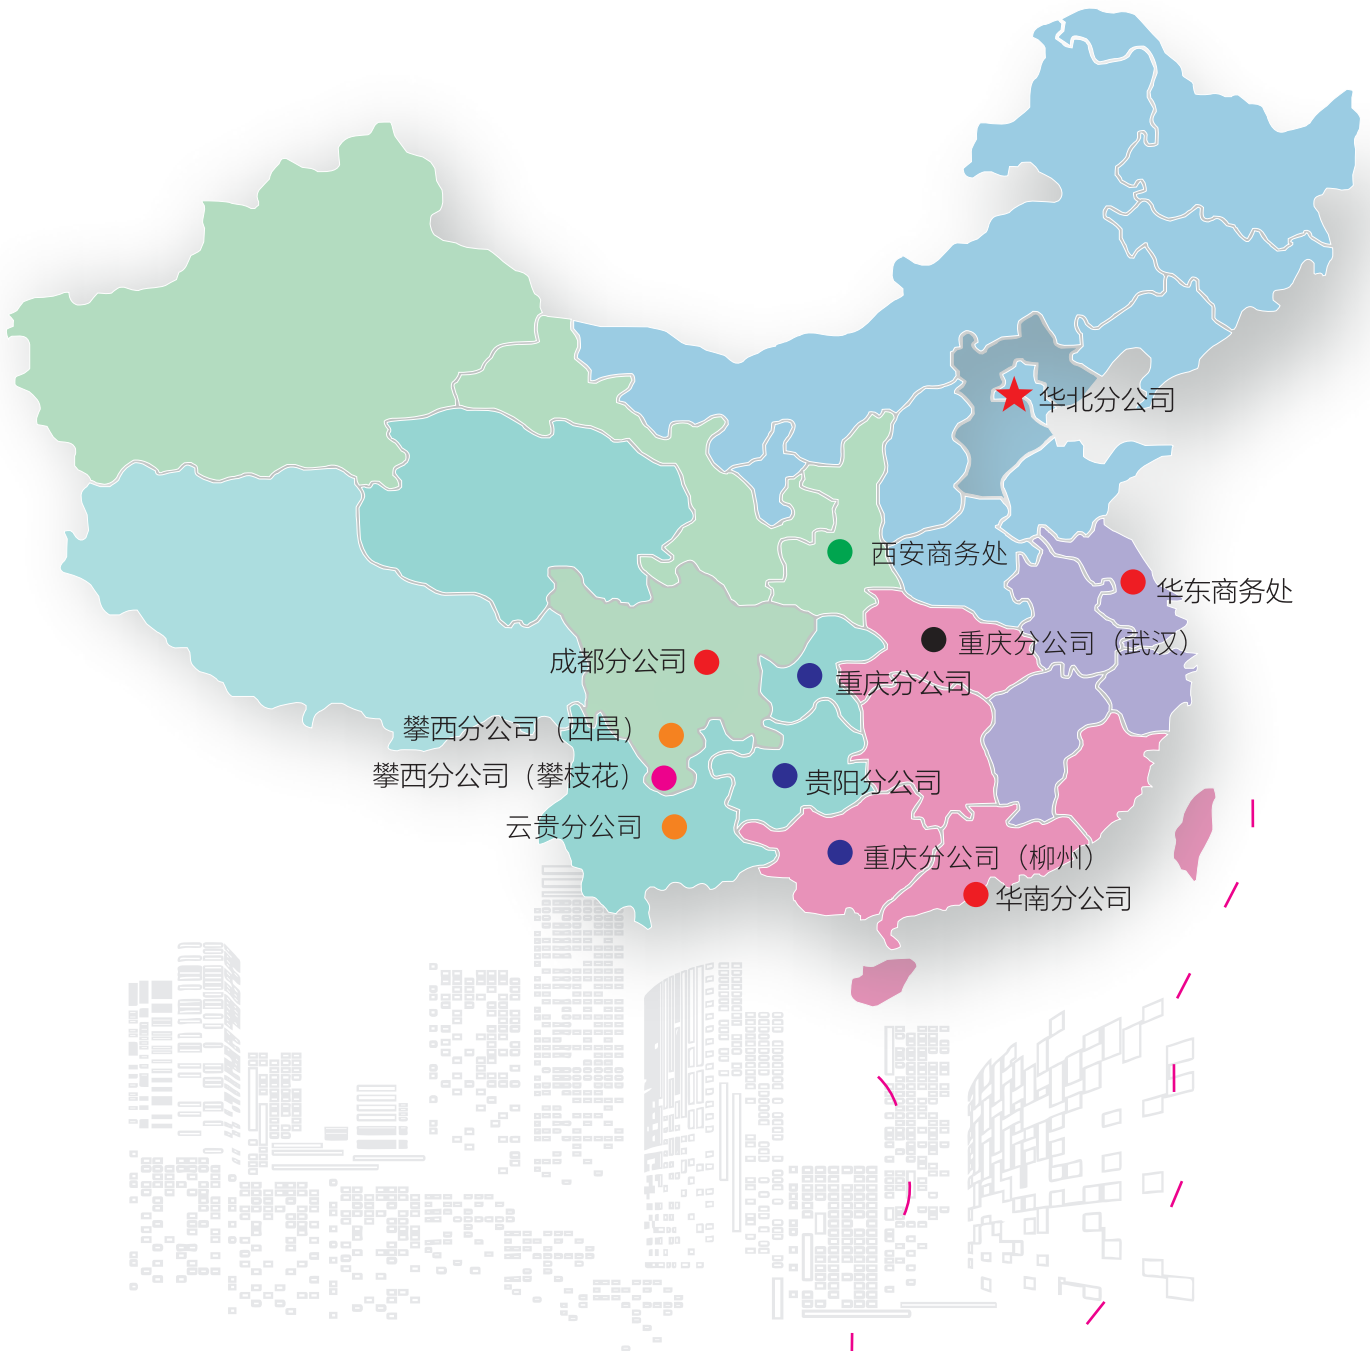 华北分公司
西安商务处
华东商务处
重庆分公司（武汉）
成都分公司
重庆分公司
攀西分公司（西昌）
攀西分公司（攀枝花）
贵阳分公司
云贵分公司
重庆分公司（柳州）
华南分公司